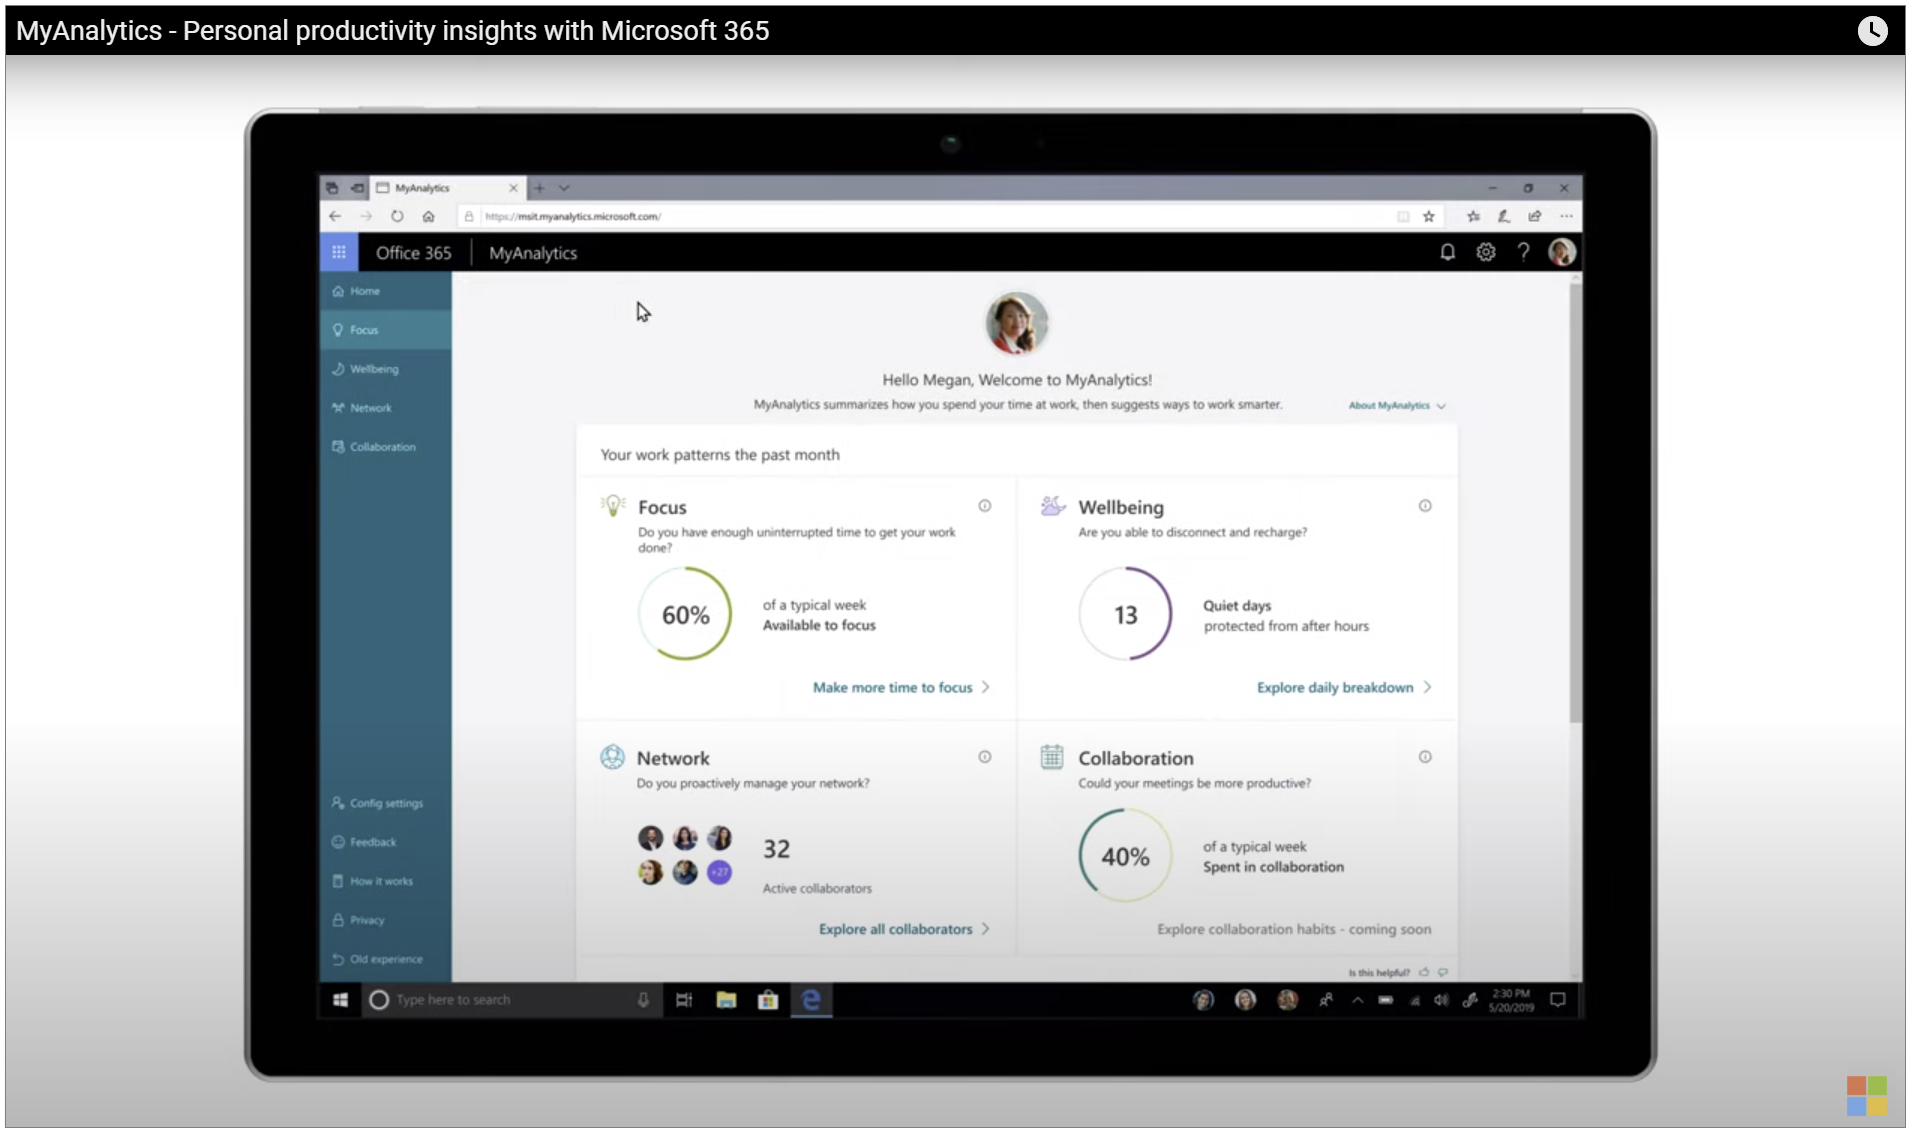 MyAnalytics - Personal productivity insights with Microsoft 365
MyAnalytics
https://msit.myanalytics.microsoft.com/
Office 365
MyAnalytics
Home
Focus
Wellbeing
Network
Collaboration
Config settings
Feedback
How it works
Privacy
Old experience
Hello Megan, Welcome to MyAnalytics!
MyAnalytics summarizes how you spend your time at work, then suggests ways to work smarter.
About MyAnalytics
Your work patterns the past month
Focus
Do you have enough uninterrupted time to get your work
done?
60%
of a typical week
Available to focus
Make more time to focus
Wellbeing
Are you able to disconnect and recharge?
13
Quiet days
protected from after hours
Explore daily breakdown
Network
Do you proactively manage your network?
+27
32
Active collaborators
Explore all collaborators
Collaboration
Could your meetings be more productive?
40%
of a typical week
Spent in collaboration
Explore collaboration habits - coming soon
Is this helpful?
Type here to search
2:30 PM
5/20/2019